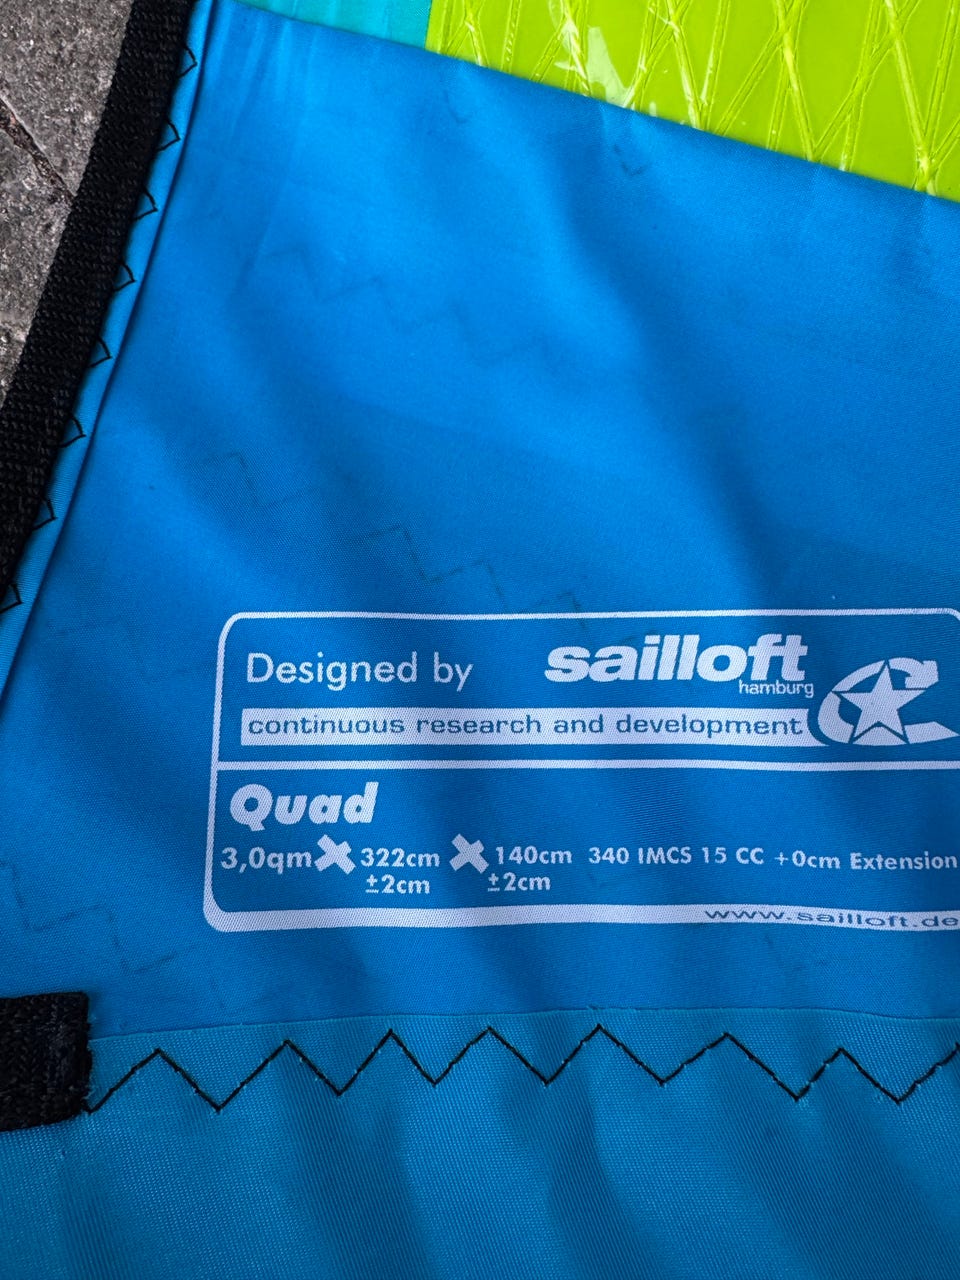 Designed by sailloft
hamburg
continuous research and development
Quad
3,0qm ✖ 322cm ✖ 140cm 340 IMCS 15 CC +0cm Extension
±2cm ±2cm
www.sailloft.de